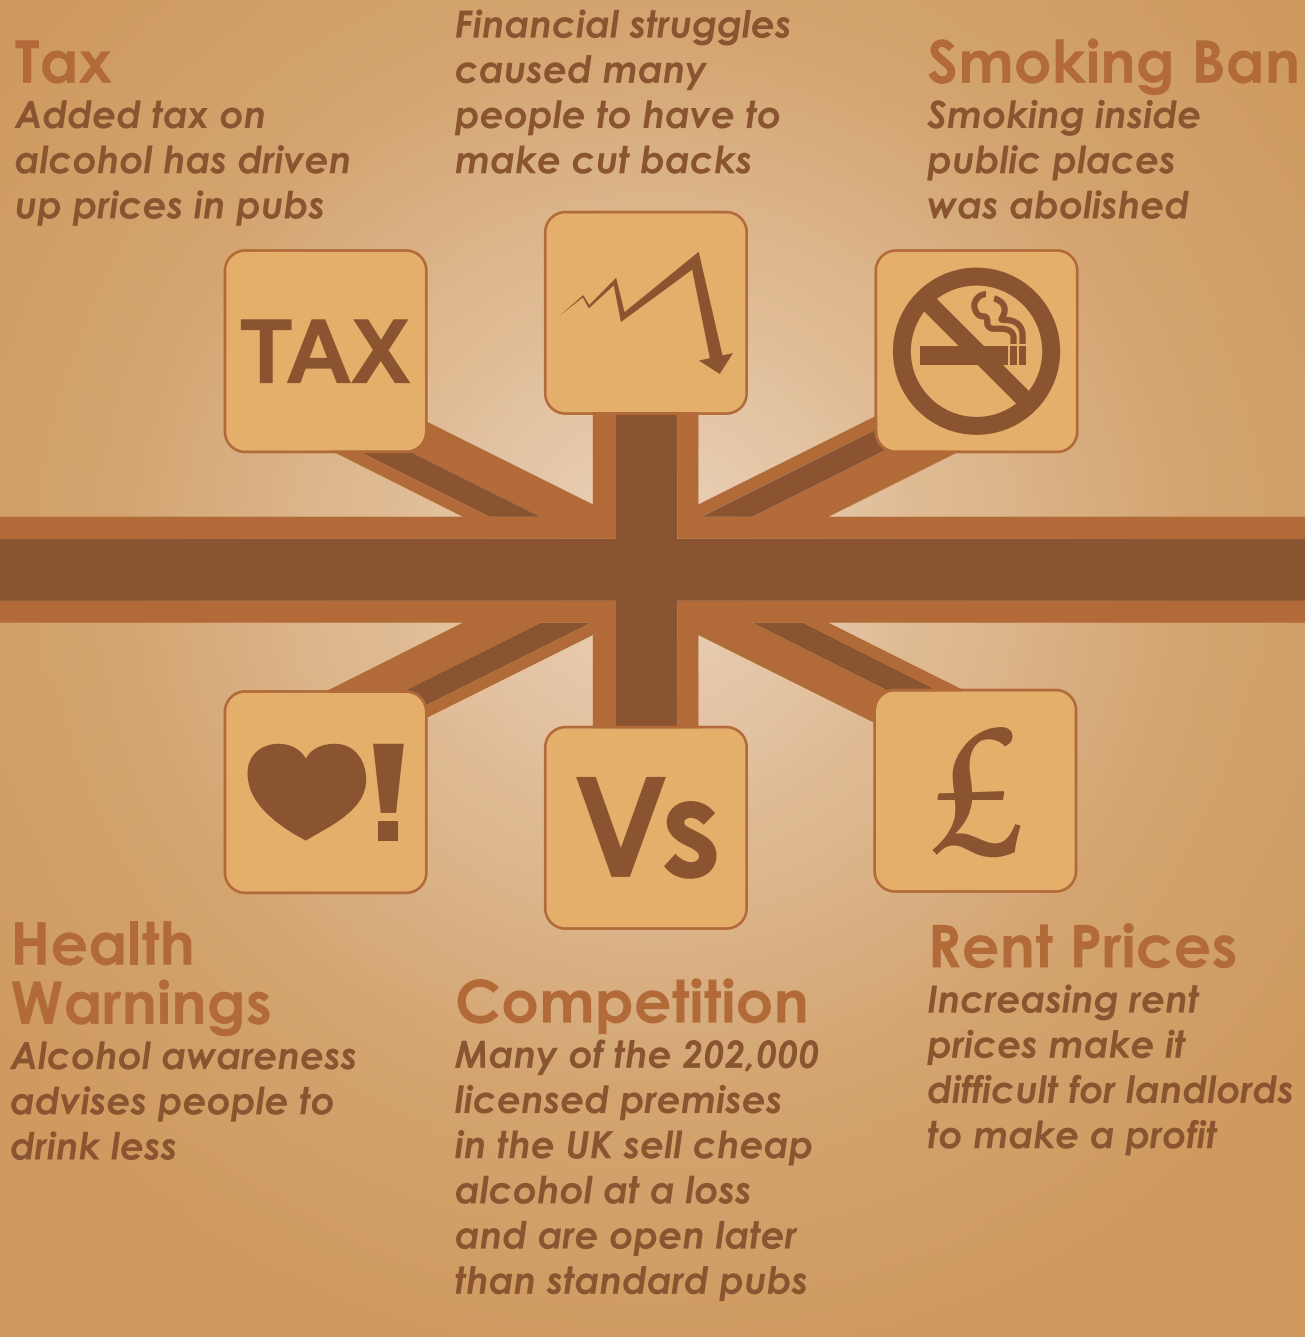 Tax
Added tax on
alcohol has driven
up prices in pubs
Financial struggles
caused many
people to have to
make cut backs
Smoking Ban
Smoking inside
public places
was abolished
TAX
!
Vs
£
Health
Warnings
Alcohol awareness
advises people to
drink less
Competition
Many of the 202,000
licensed premises
in the UK sell cheap
alcohol at a loss
and are open later
than standard pubs
Rent Prices
Increasing rent
prices make it
difficult for landlords
to make a profit